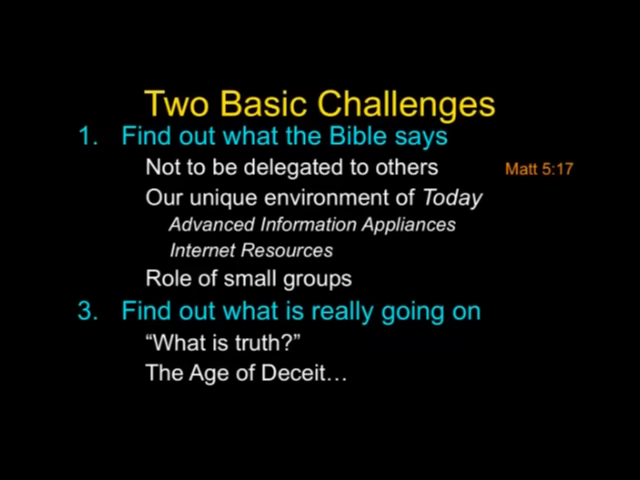 Two Basic Challenges
1. Find out what the Bible says
Not to be delegated to others Matt 5:17
Our unique environment of Today
Advanced Information Appliances
Internet Resources
Role of small groups
3. Find out what is really going on
“What is truth?”
The Age of Deceit…